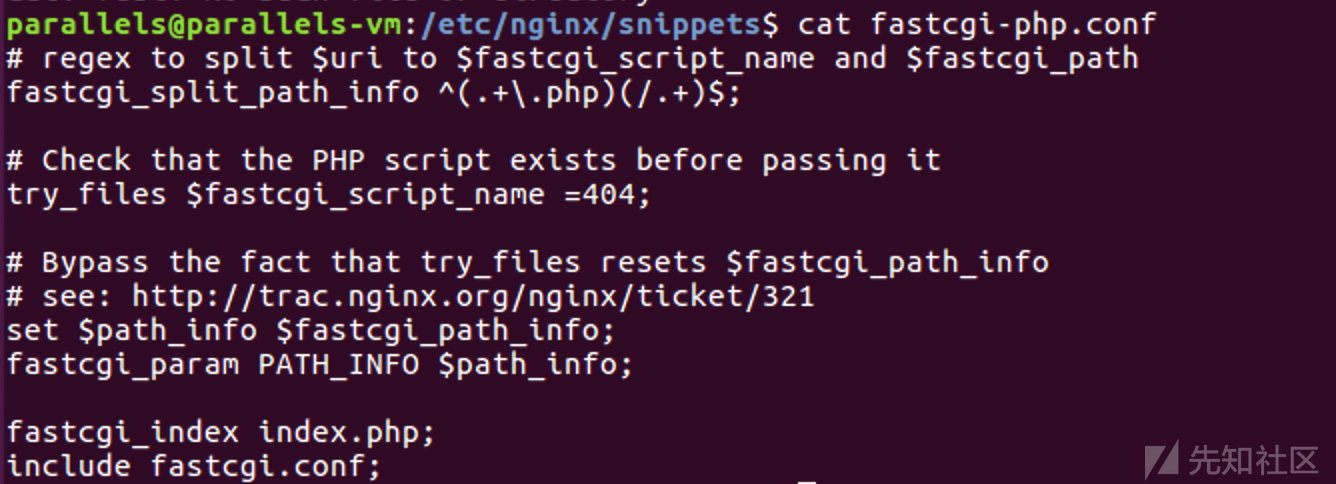 parallels@parallels-vm:/etc/nginx/snippets$ cat fastcgi-php.conf
# regex to split $uri to $fastcgi_script_name and $fastcgi_path
fastcgi_split_path_info ^(.+\.php)(/.+)$;
# Check that the PHP script exists before passing it
try_files $fastcgi_script_name =404;
# Bypass the fact that try_files resets $fastcgi_path_info
# see: http://trac.nginx.org/nginx/ticket/321
set $path_info $fastcgi_path_info;
fastcgi_param PATH_INFO $path_info;
fastcgi_index index.php;
include fastcgi.conf;
先知社区